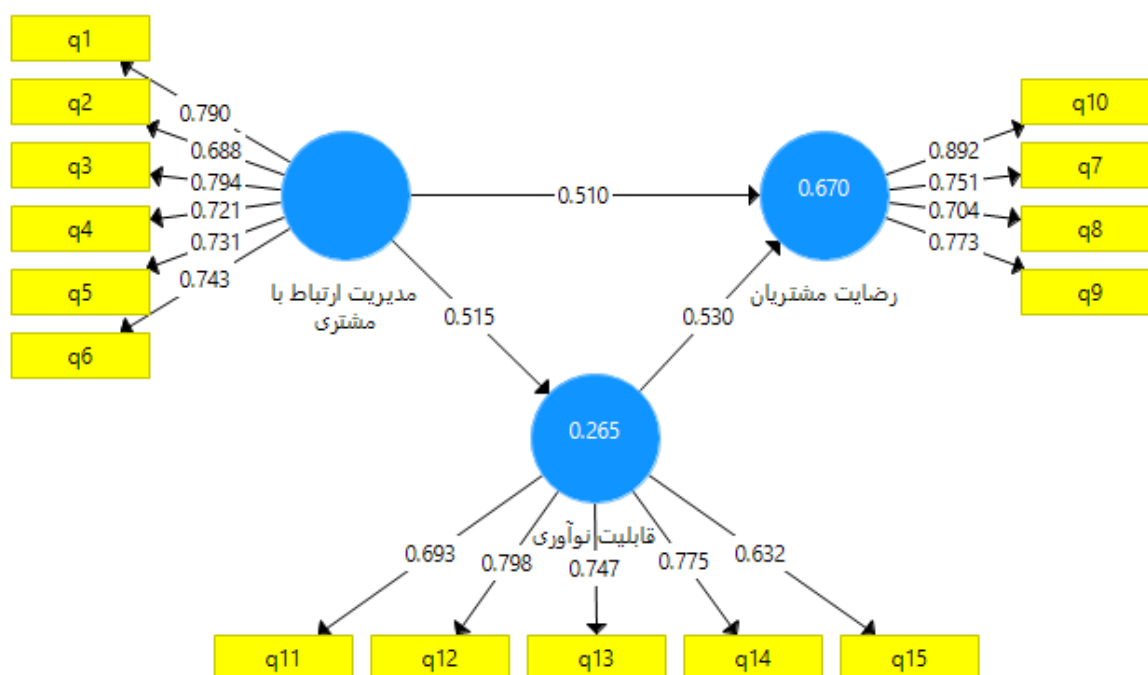 q1
q2
q3
q4
q5
q6
0.790
0.688
0.794
0.721
0.731
0.743
مدیریت ارتباط با
مشتری
0.510
0.515
0.530
0.670
رضایت مشتریان
0.892
0.751
0.704
0.773
q10
q7
q8
q9
0.265
قابلیت نوآوری
0.693
0.798
0.747
0.775
0.632
q11
q12
q13
q14
q15